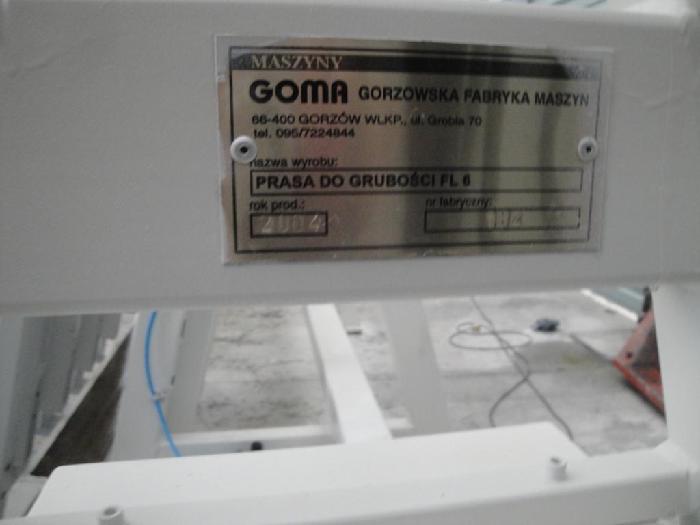 MASZYNY
GOMA GORZOWSKA FABRYKA MASZYN
66-400 GORZÓW WLKP., ul. Grobla 70
tel. 095/7224844
nazwa wyrobu:
PRASA DO GRUBOŚCI FL 6
rok prod.: nr fabryczny:
2004